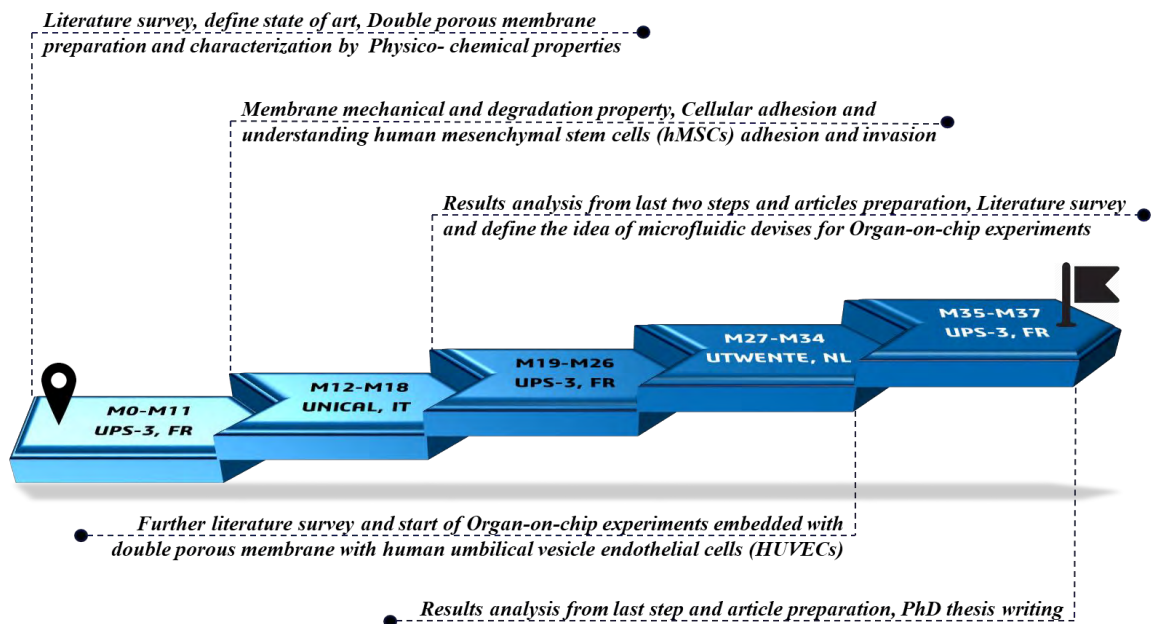 Literature survey, define state of art, Double porous membrane
preparation and characterization by Physico- chemical properties
Membrane mechanical and degradation property, Cellular adhesion and
understanding human mesenchymal stem cells (hMSCs) adhesion and invasion
Results analysis from last two steps and articles preparation, Literature survey
and define the idea of microfluidic devises for Organ-on-chip experiments
M35-M37
UPS-3, FR
M27-M34
UTWENTE, NL
M19-M26
UPS-3, FR
M12-M18
UNICAL, IT
M0-M11
UPS-3, FR
Further literature survey and start of Organ-on-chip experiments embedded with
double porous membrane with human umbilical vesicle endothelial cells (HUVECs)
Results analysis from last step and article preparation, PhD thesis writing